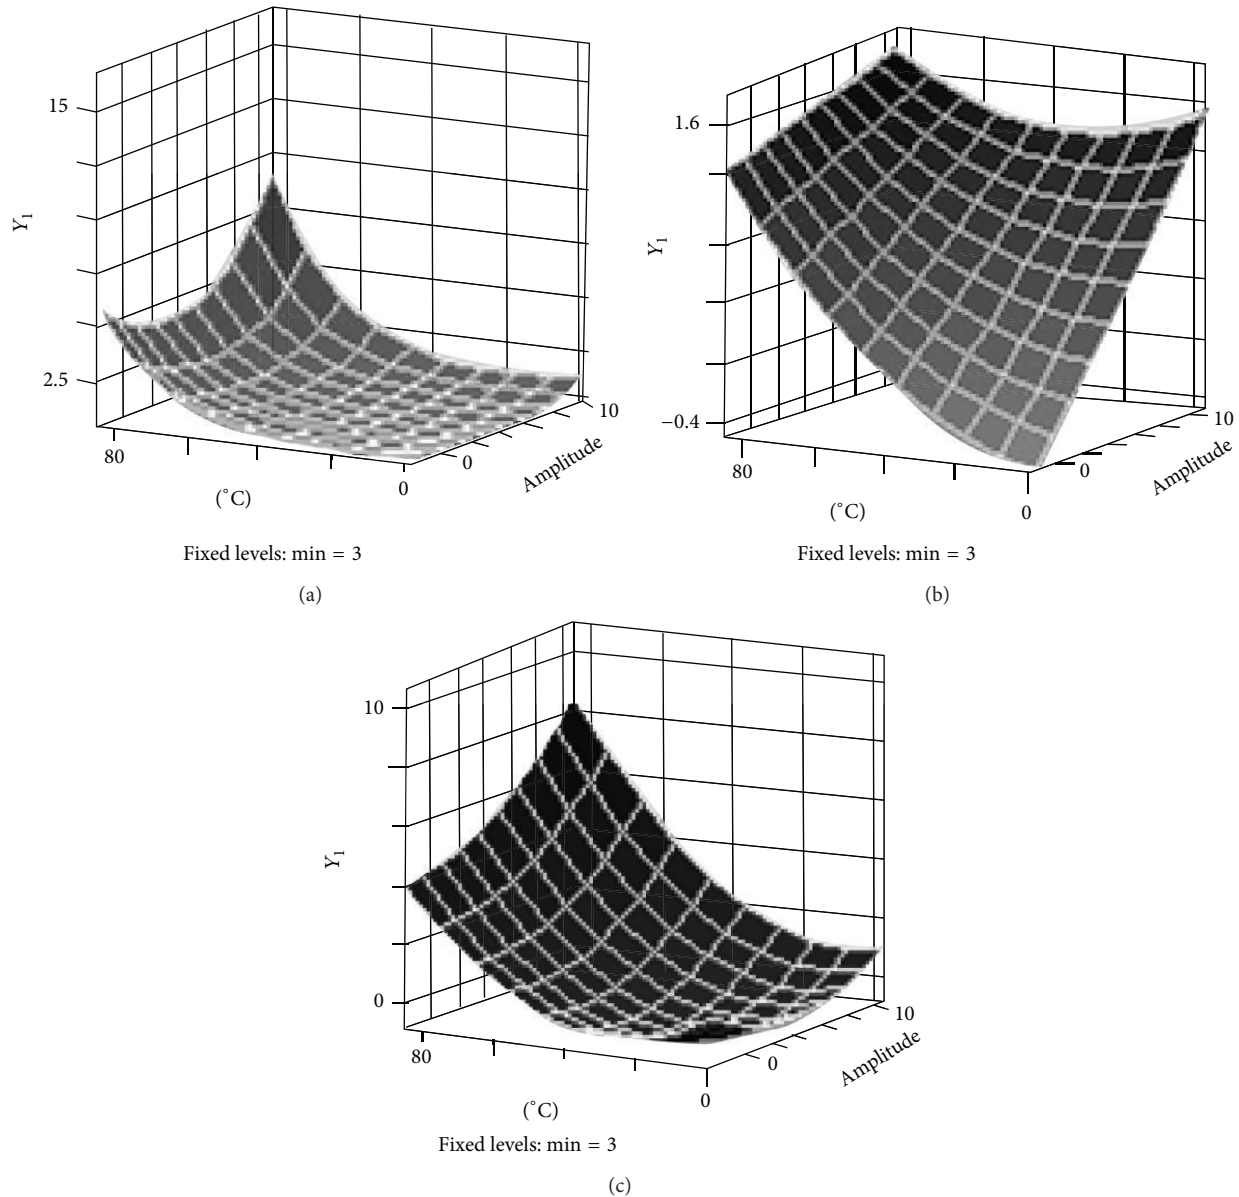 15
Y1
2.5
80
0
0
10
Amplitude
(°C)
Fixed levels: min = 3
(a)
1.6
Y1
−0.4
80
0
0
10
Amplitude
(°C)
Fixed levels: min = 3
(b)
10
Y1
0
80
0
0
10
Amplitude
(°C)
Fixed levels: min = 3
(c)